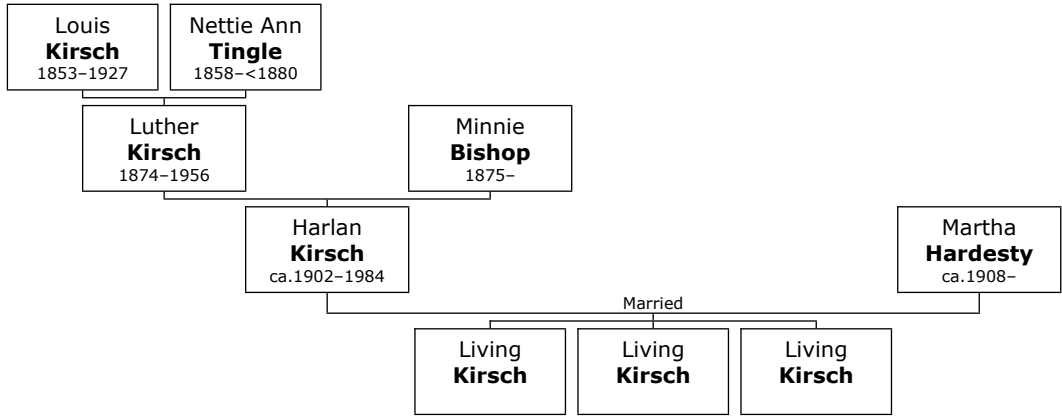 Louis
Kirsch
1853–1927
Nettie Ann
Tingle
1858–<1880
Luther
Kirsch
1874–1956
Minnie
Bishop
1875–
Harlan
Kirsch
ca.1902–1984
Martha
Hardesty
ca.1908–
Married
Living
Kirsch
Living
Kirsch
Living
Kirsch